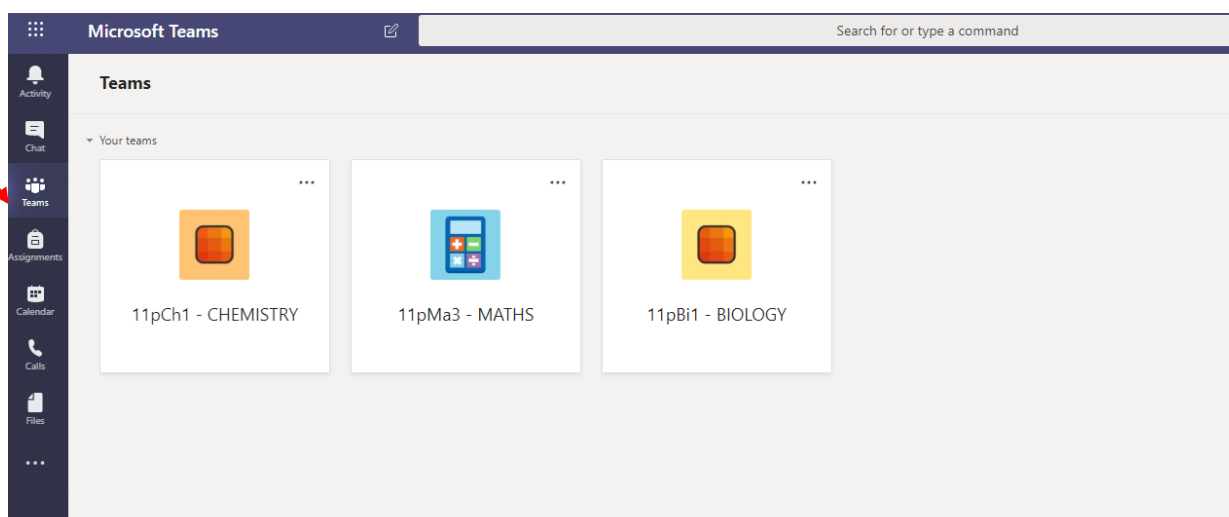 Microsoft Teams
Search for or type a command
Activity
Chat
Teams
Assignments
Calendar
Calls
Files
Teams
Your teams
11pCh1 - CHEMISTRY
11pMa3 - MATHS
11pBi1 - BIOLOGY